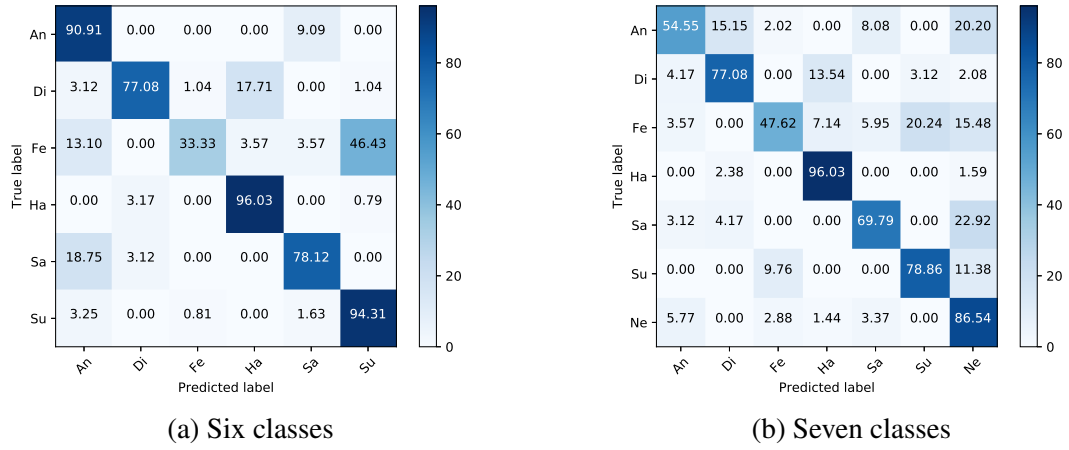 An 90.91 0.00 0.00 0.00 9.09 0.00
Di 3.12 77.08 1.04 17.71 0.00 1.04
Fe 13.10 0.00 33.33 3.57 3.57 46.43
Ha 0.00 3.17 0.00 96.03 0.00 0.79
Sa 18.75 3.12 0.00 0.00 78.12 0.00
Su 3.25 0.00 0.81 0.00 1.63 94.31
An Di Fe Ha Sa Su
True label
Predicted label
80
60
40
20
0
(a) Six classes
An 54.55 15.15 2.02 0.00 8.08 0.00 20.20
Di 4.17 77.08 0.00 13.54 0.00 3.12 2.08
Fe 3.57 0.00 47.62 7.14 5.95 20.24 15.48
Ha 0.00 2.38 0.00 96.03 0.00 0.00 1.59
Sa 3.12 4.17 0.00 0.00 69.79 0.00 22.92
Su 0.00 0.00 9.76 0.00 0.00 78.86 11.38
Ne 5.77 0.00 2.88 1.44 3.37 0.00 86.54
An Di Fe Ha Sa Su Ne
True label
Predicted label
80
60
40
20
0
(b) Seven classes